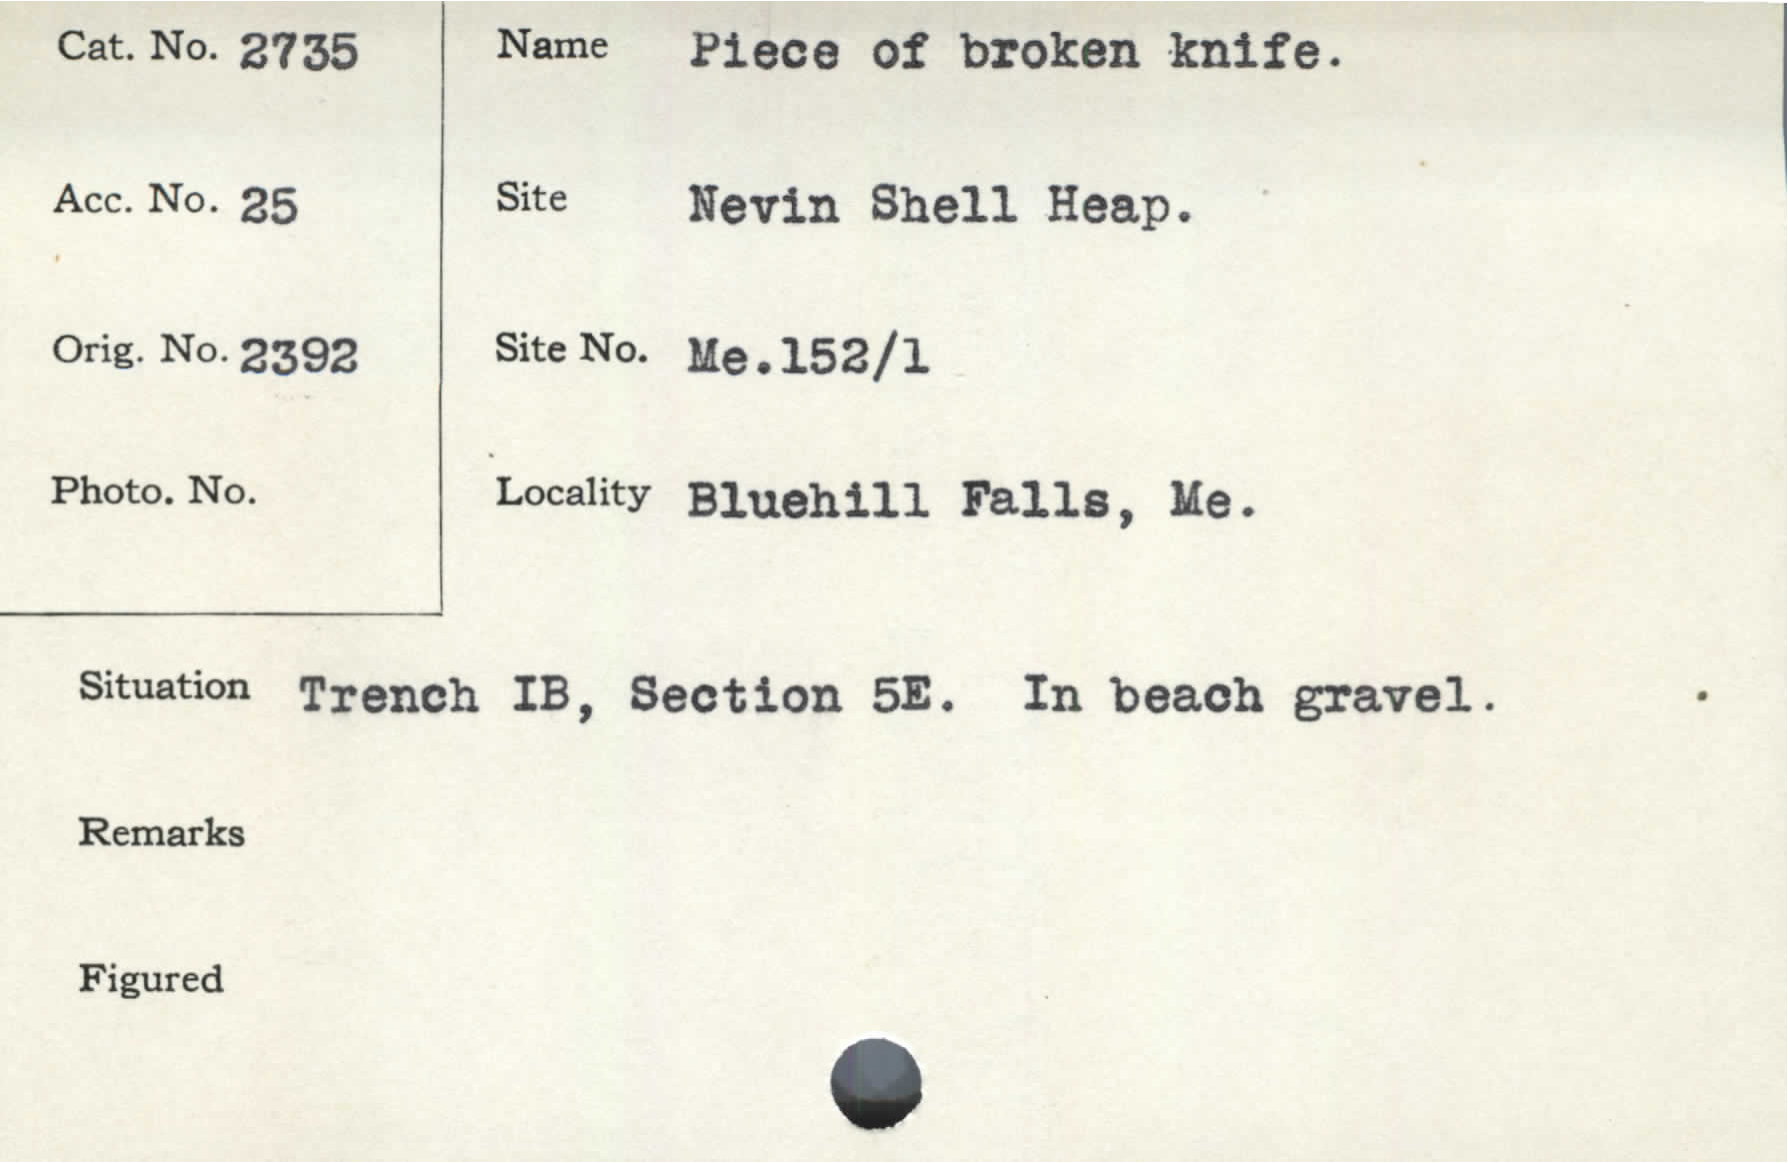 Cat. No. 2735
Name Piece of broken knife.
Acc. No. 25
Site Nevin Shell Heap.
Orig. No. 2392
Site No. Me.152/1
Photo. No.
Locality Bluehill Falls, Me.
Situation Trench IB, Section 5E. In beach gravel.
Remarks
Figured